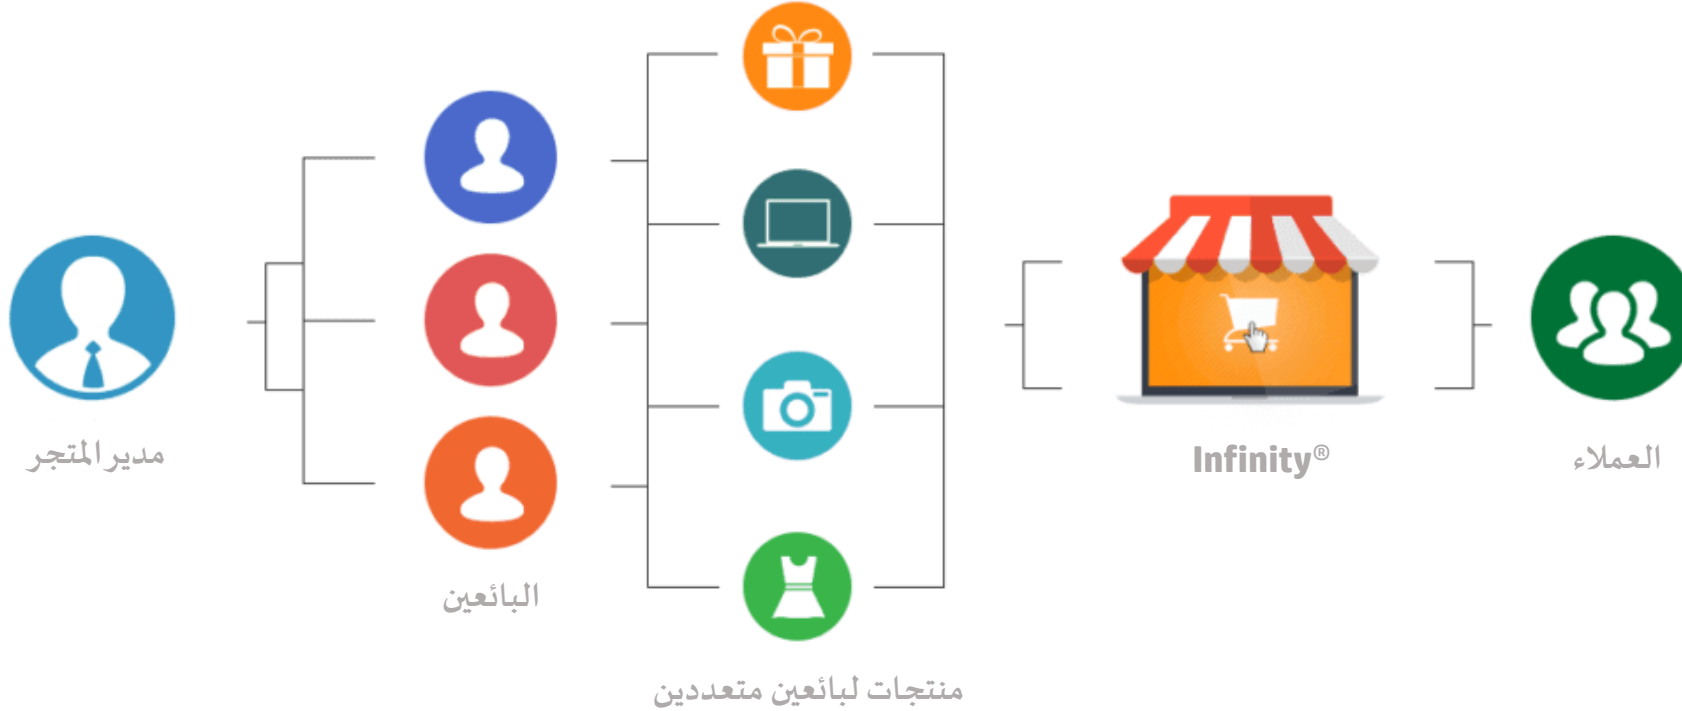 مدير المتجر
البائعين
منتجات لبائعين متعددين
Infinity®
العملاء